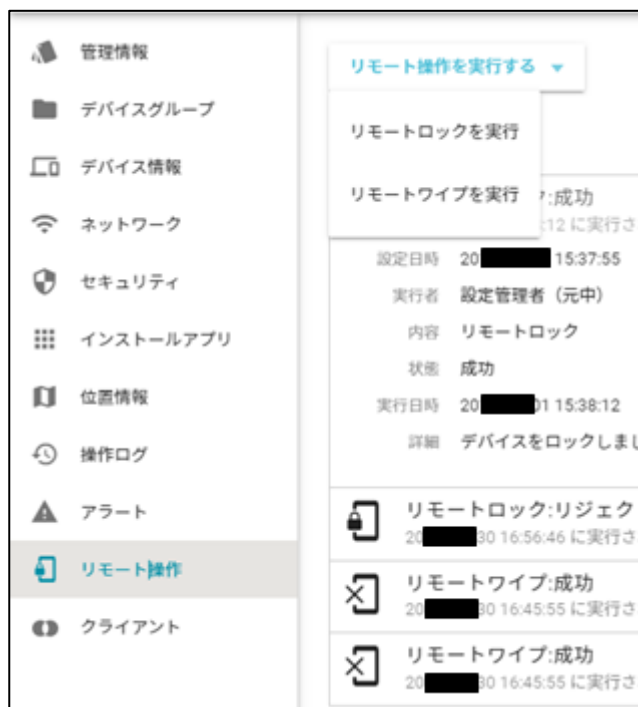 管理情報
デバイスグループ
デバイス情報
ネットワーク
セキュリティ
インストールアプリ
位置情報
操作ログ
アラート
リモート操作
クライアント
リモート操作を実行する
リモートロックを実行
リモートワイプを実行
:成功
:12 に実行さ
設定日時 20 15:37:55
実行者 設定管理者（元中）
内容 リモートロック
状態 成功
実行日時 20 01 15:38:12
詳細 デバイスをロックしまし
リモートロック:リジェク
20 30 16:56:46 に実行さ
リモートワイプ:成功
20 30 16:45:55 に実行さ
リモートワイプ:成功
20 30 16:45:55 に実行さ